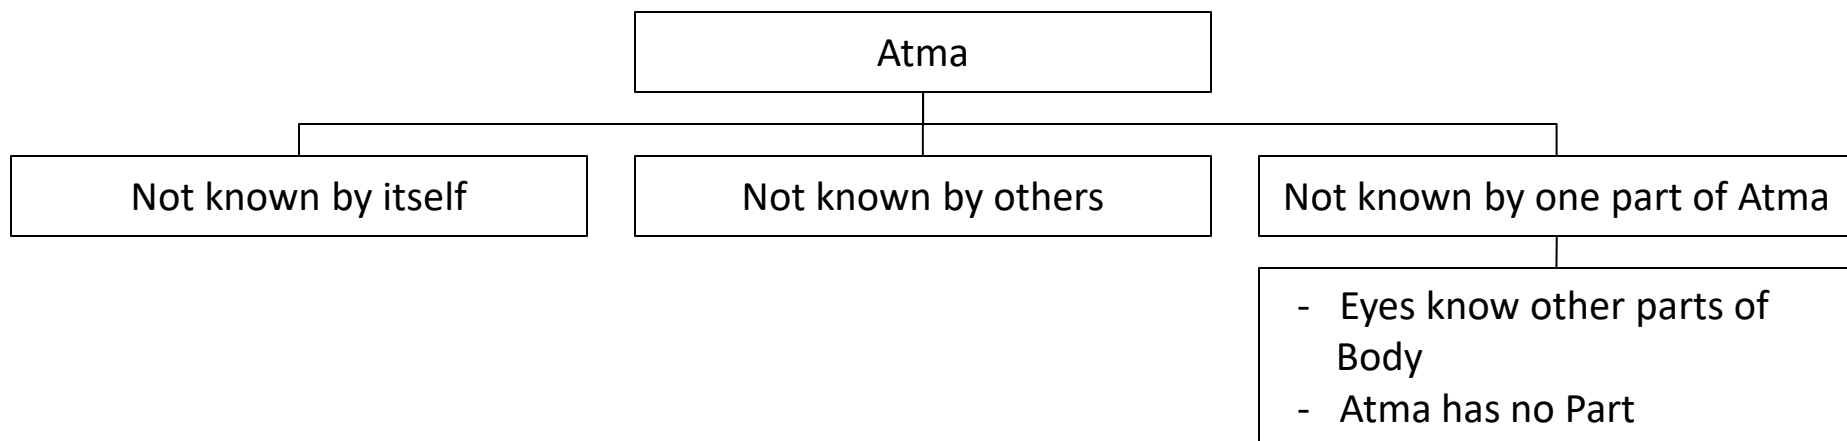 Atma
Not known by itself
Not known by others
Not known by one part of Atma
- Eyes know other parts of
Body
- Atma has no Part